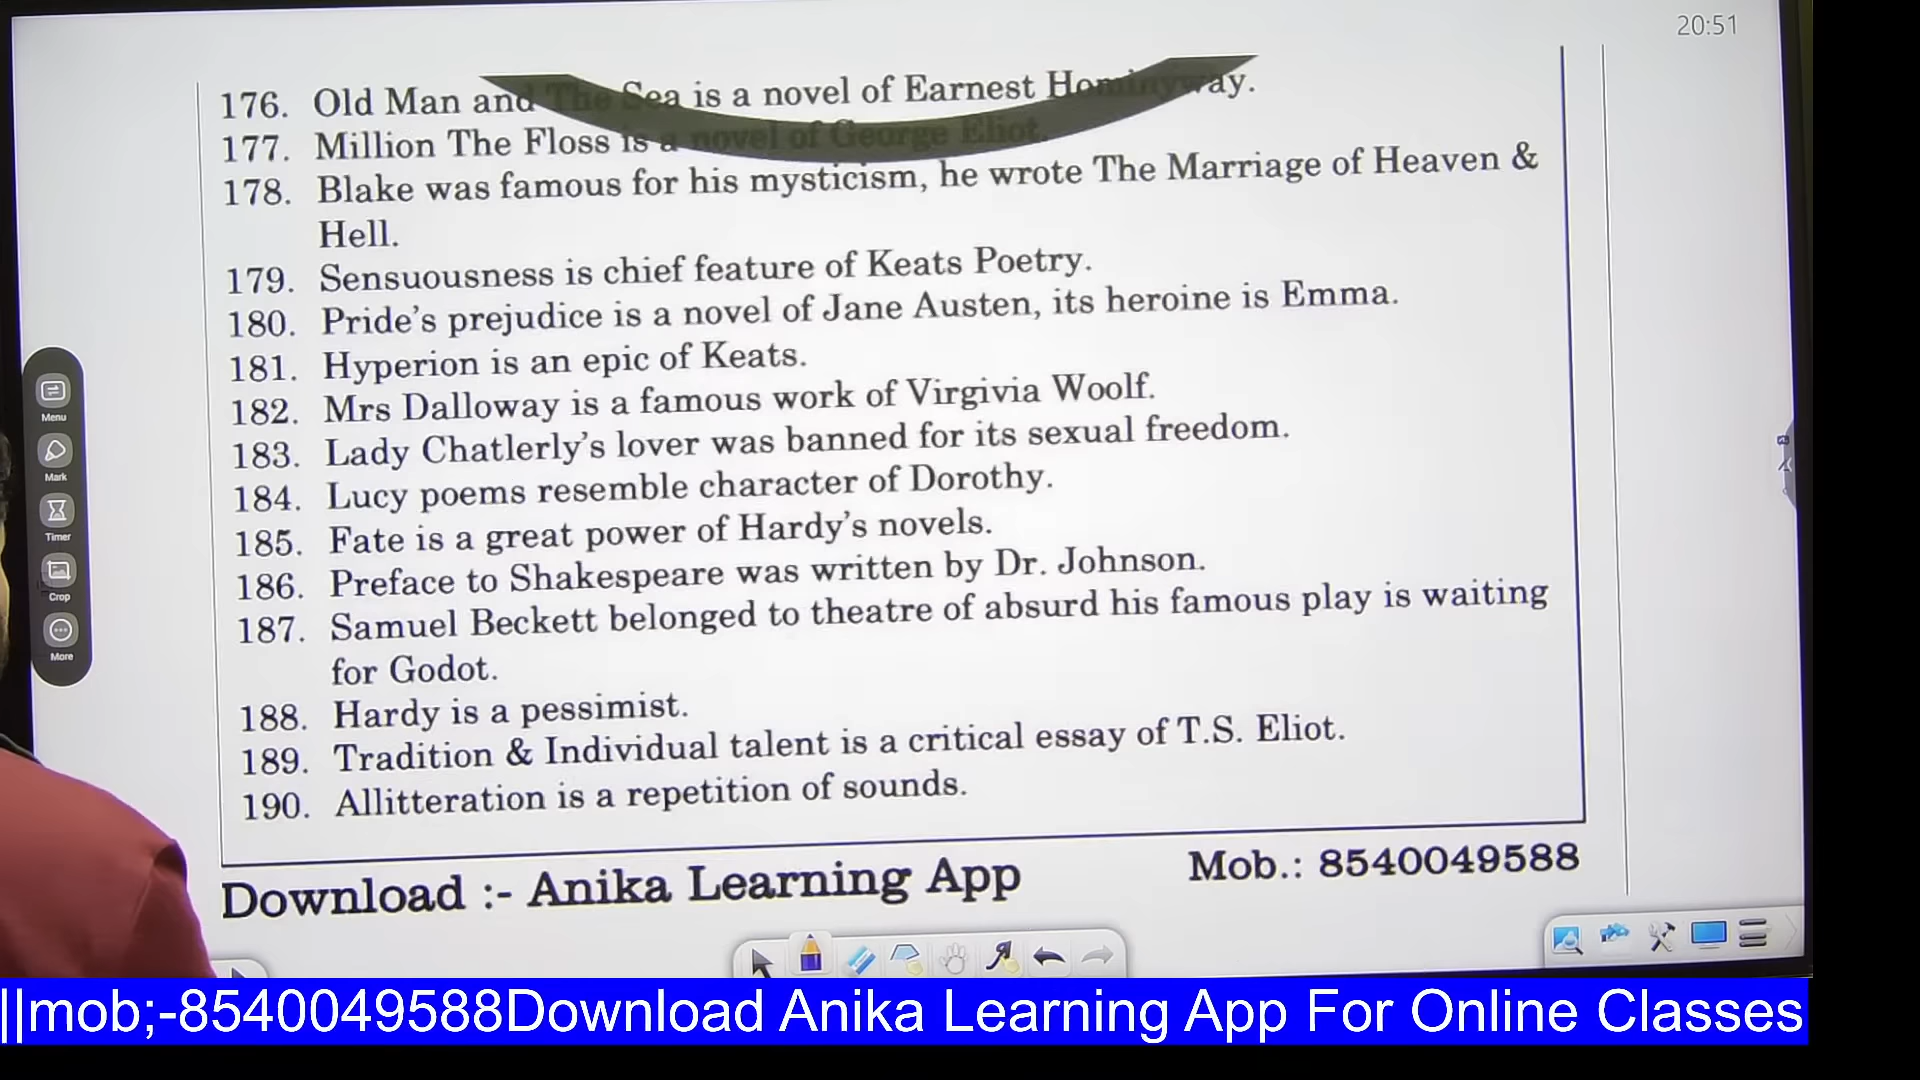 20:51
176. Old Man and The Sea is a novel of Earnest Hominyway.
177. Million The Floss is a novel of George Eliot.
178. Blake was famous for his mysticism, he wrote The Marriage of Heaven &
Hell.
179. Sensuousness is chief feature of Keats Poetry.
180. Pride's prejudice is a novel of Jane Austen, its heroine is Emma.
181. Hyperion is an epic of Keats.
182. Mrs Dalloway is a famous work of Virgivia Woolf.
183. Lady Chatlerly's lover was banned for its sexual freedom.
184. Lucy poems resemble character of Dorothy.
185. Fate is a great power of Hardy's novels.
186. Preface to Shakespeare was written by Dr. Johnson.
187. Samuel Beckett belonged to theatre of absurd his famous play is waiting
for Godot.
188. Hardy is a pessimist.
189. Tradition & Individual talent is a critical essay of T.S. Eliot.
190. Allitteration is a repetition of sounds.
Menu
Mark
Timer
Crop
More
Download :- Anika Learning App Mob.: 8540049588
||mob;-8540049588Download Anika Learning App For Online Classes